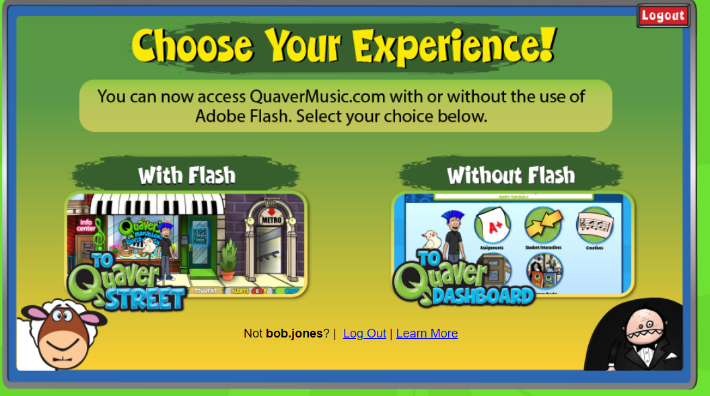 Logout
Choose Your Experience!
You can now access QuaverMusic.com with or without the use of
Adobe Flash. Select your choice below.
With Flash
Without Flash
info
center
Quaver's
METRO
A+
Assignments
Student Interactives
Creatives
TO
Quaver
STREET
TO
Quaver
DASHBOARD
Not bob.jones? | Log Out | Learn More